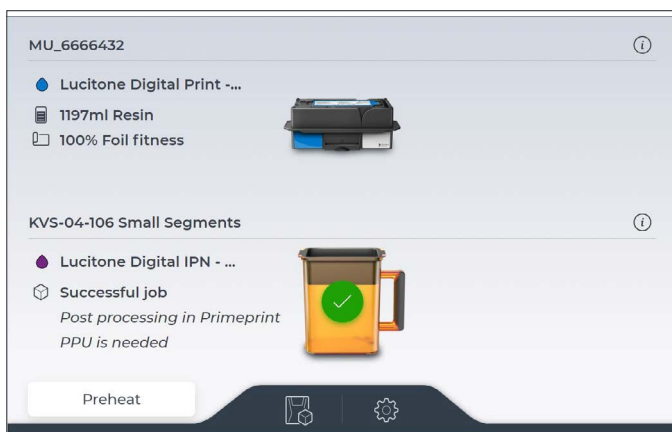 MU_6666432
Lucitone Digital Print -...
1197ml Resin
100% Foil fitness
KVS-04-106 Small Segments
Lucitone Digital IPN - ...
Successful job
Post processing in Primeprint
PPU is needed
Preheat